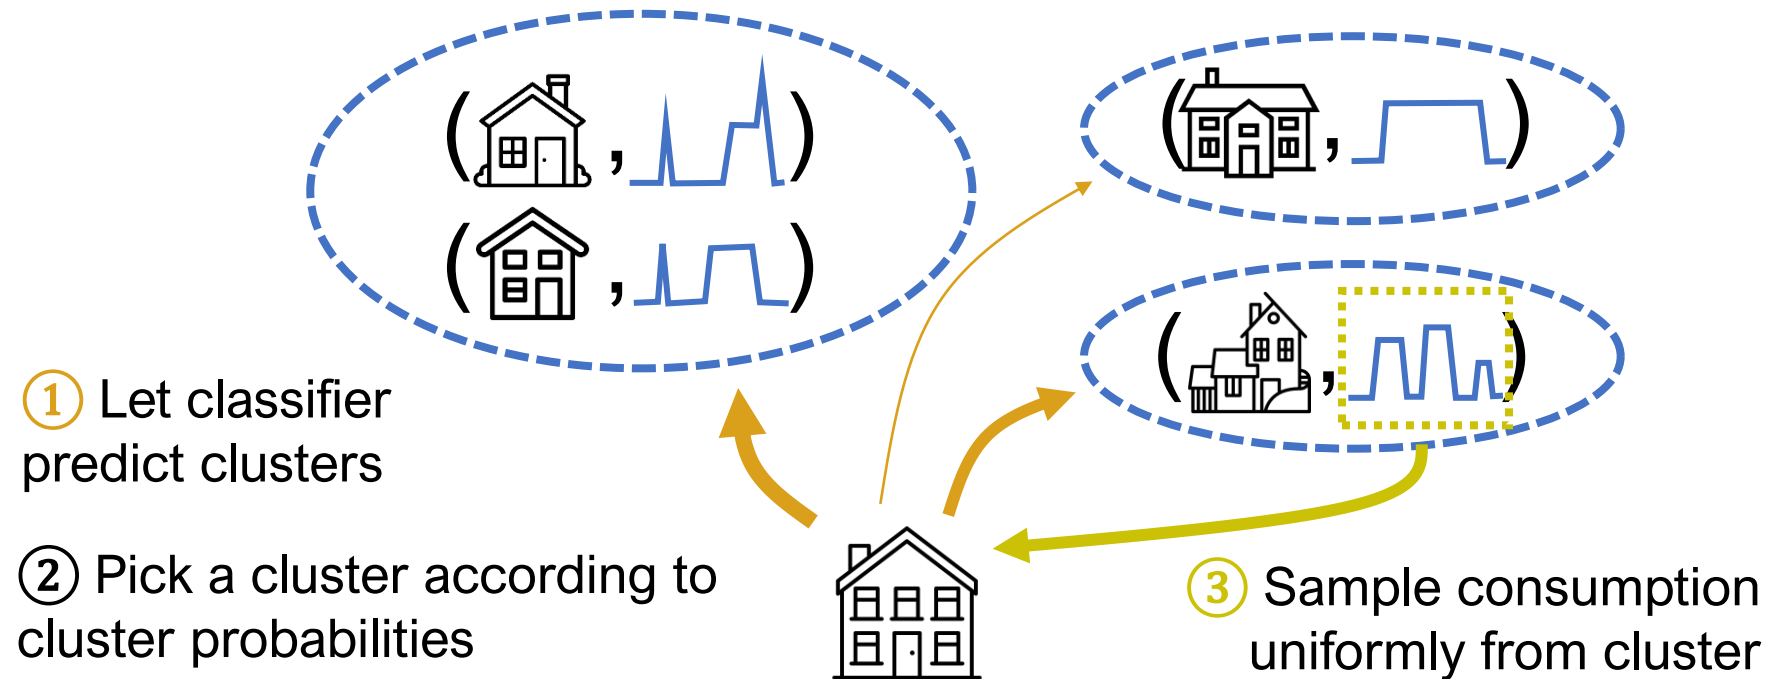 ( , )
( , )
( , )
( , )
① Let classifier
predict clusters
② Pick a cluster according to
cluster probabilities
③ Sample consumption
uniformly from cluster